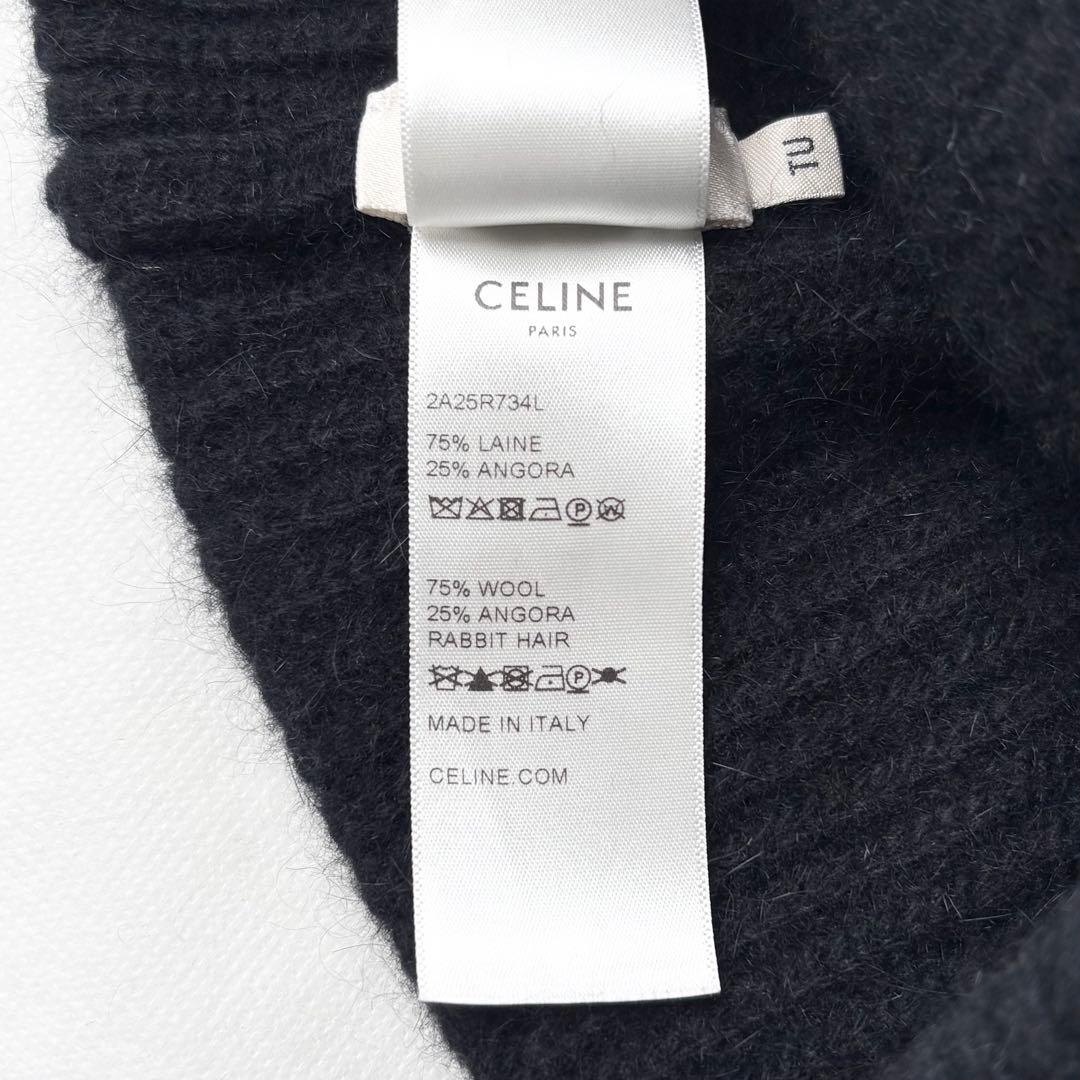 TU
CELINE
PARIS
2A25R734L
75% LAINE
25% ANGORA
P W
75% WOOL
25% ANGORA
RABBIT HAIR
P
MADE IN ITALY
CELINE.COM